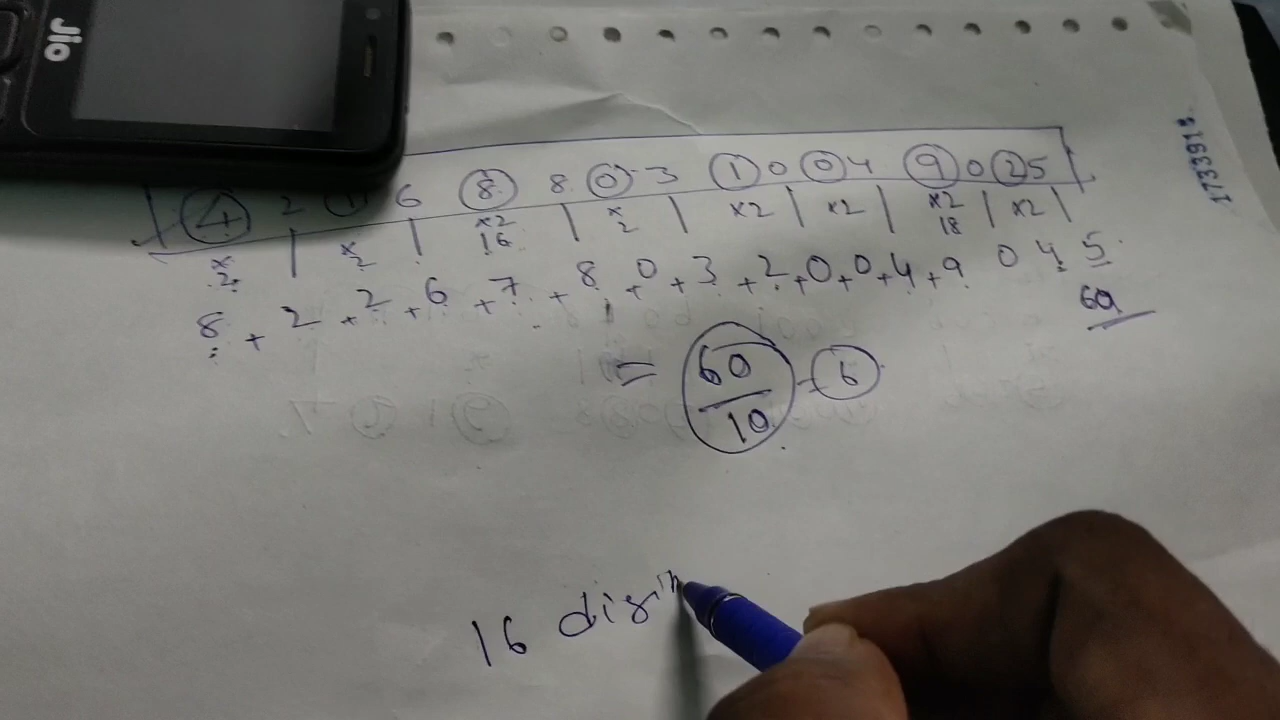 Jio
4 2 1 6 8 8 0 3 1 0 0 4 9 0 2 5
x2 x2 x2 x2 x2 x2 x2 x2
16 18
8 + 2 + 2 + 6 + 7 + 8 + 0 + 3 + 2 + 0 + 0 + 4 + 9 0 4 5
60
= 60/10 - 6
16
1733918